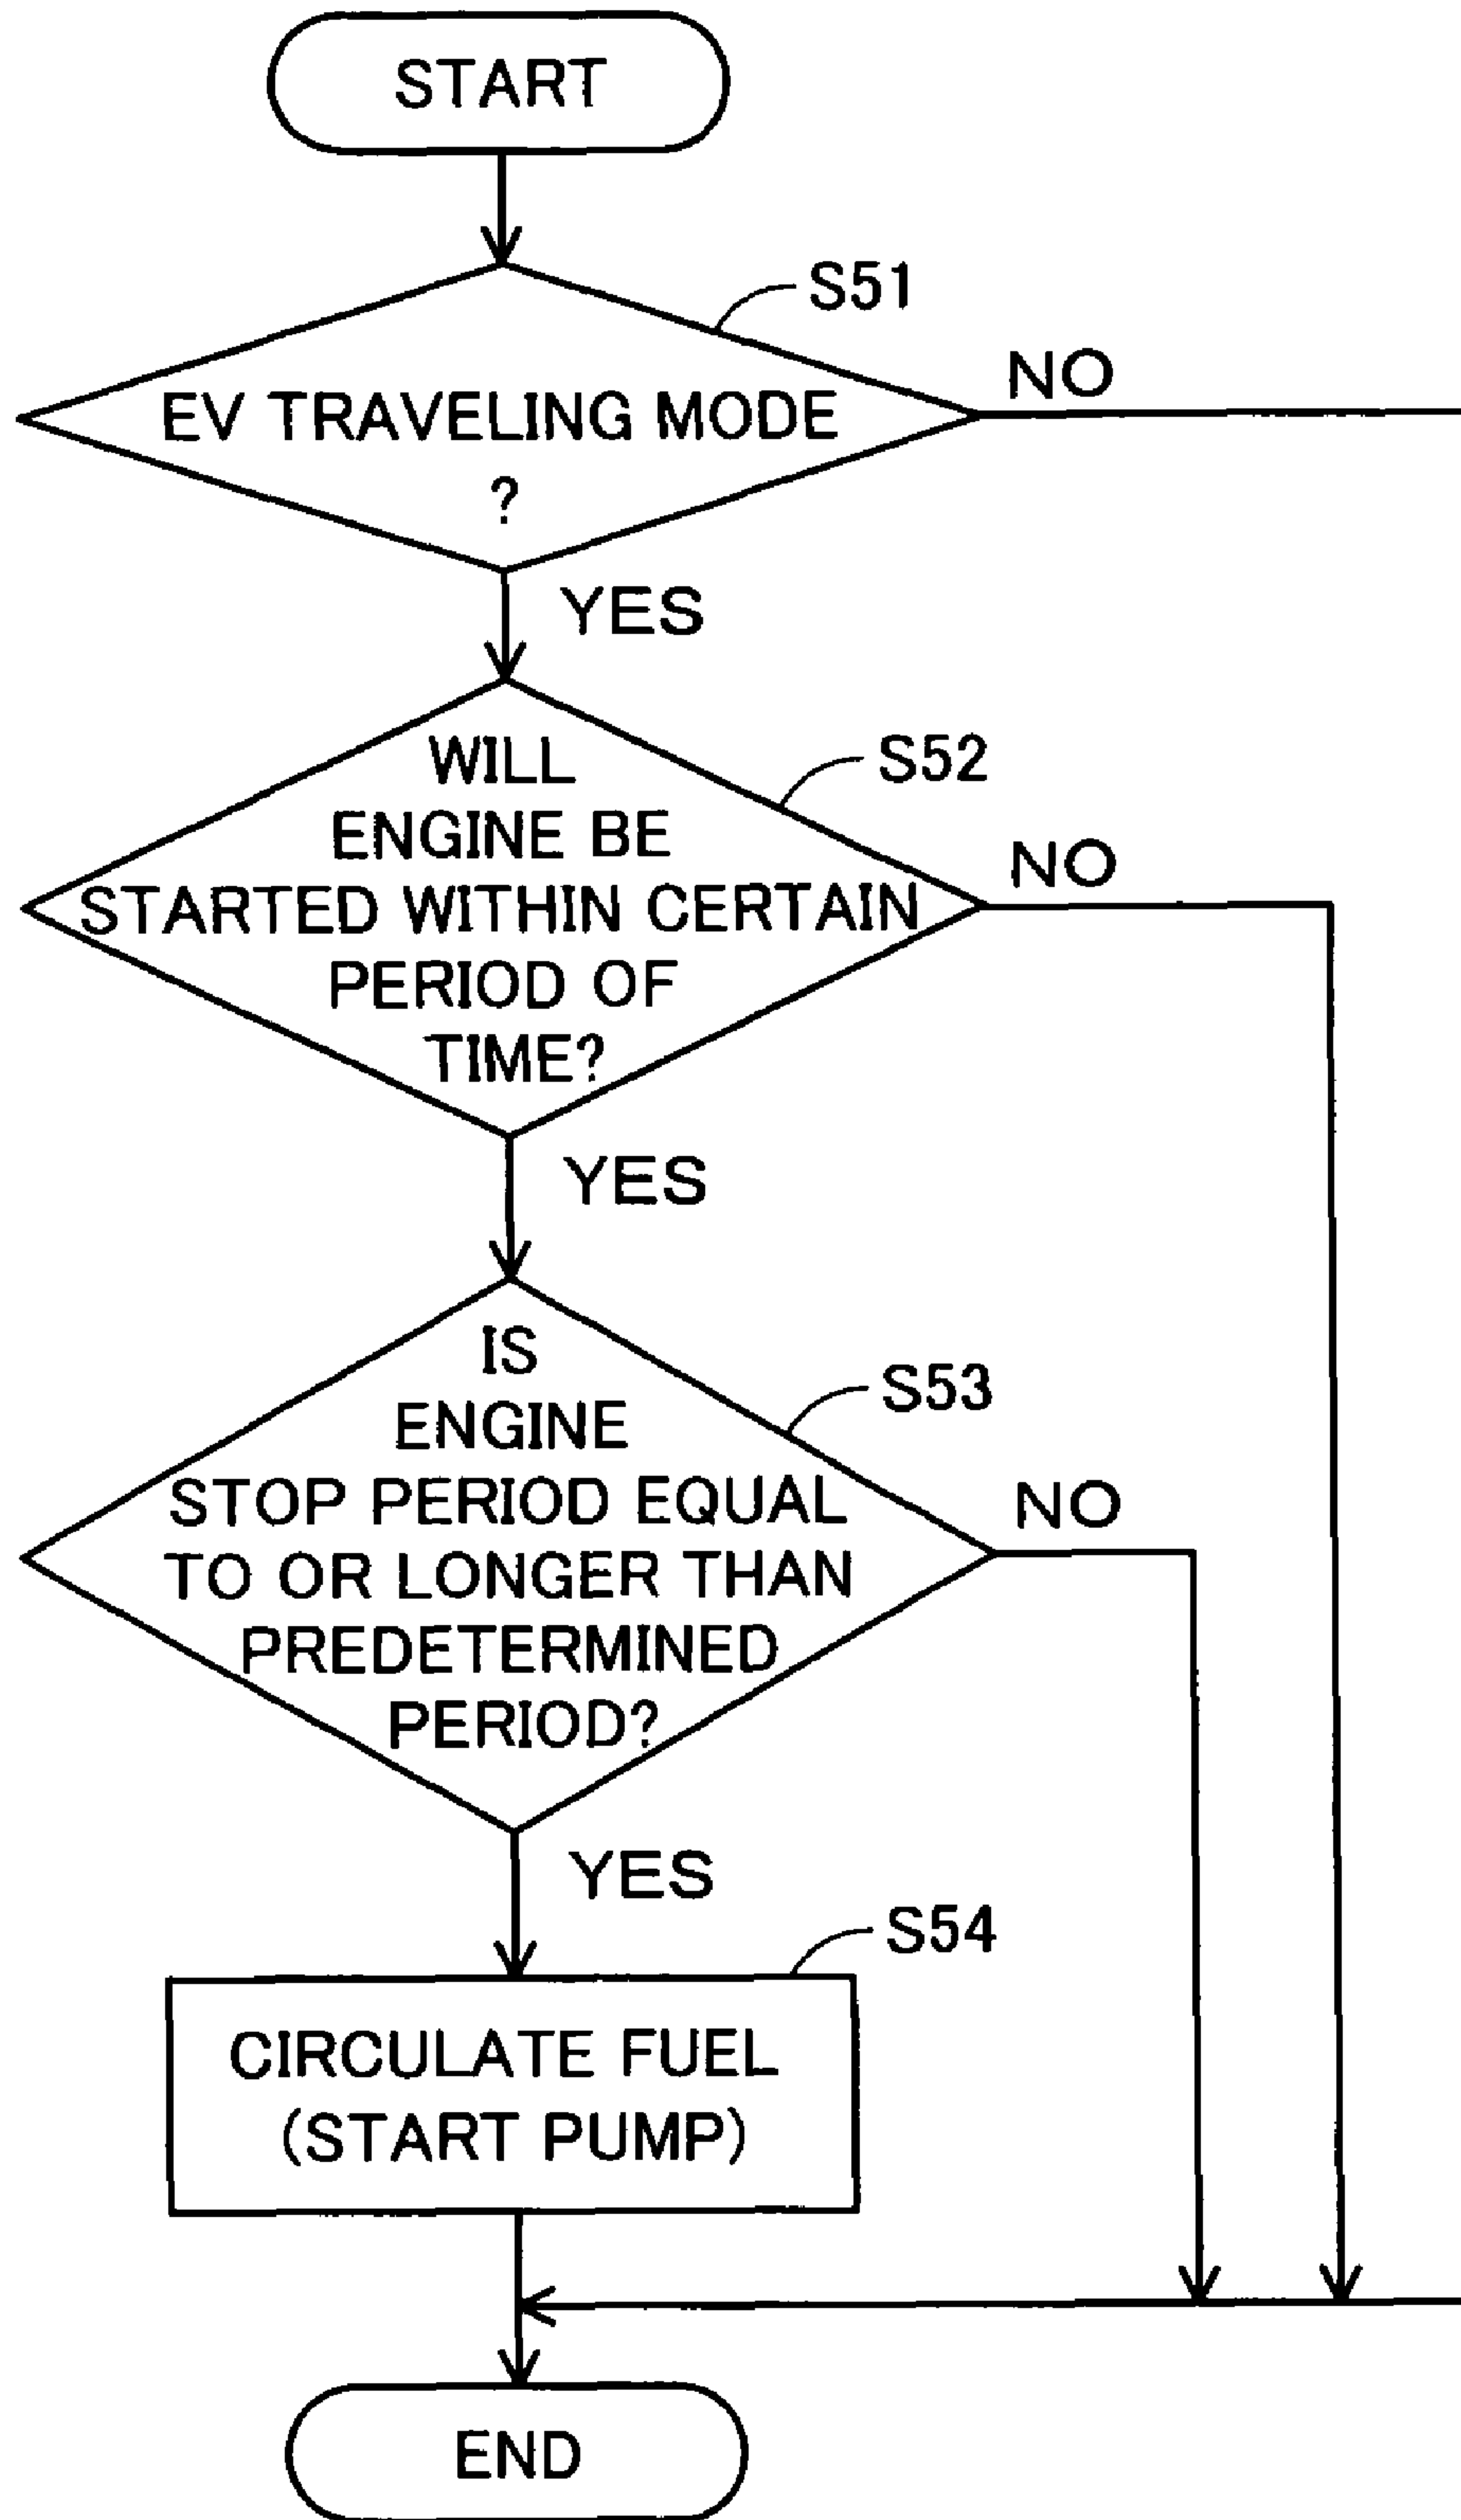 START
S51
NO
EV TRAVELING MODE
?
YES
S52
WILL
ENGINE BE
NO
STARTED WITHIN CERTAIN
PERIOD OF
TIME?
YES
IS
S53
ENGINE
STOP PERIOD EQUAL
NO
TO OR LONGER THAN
PREDETERMINED
PERIOD?
YES
S54
CIRCULATE FUEL
(START PUMP)
END